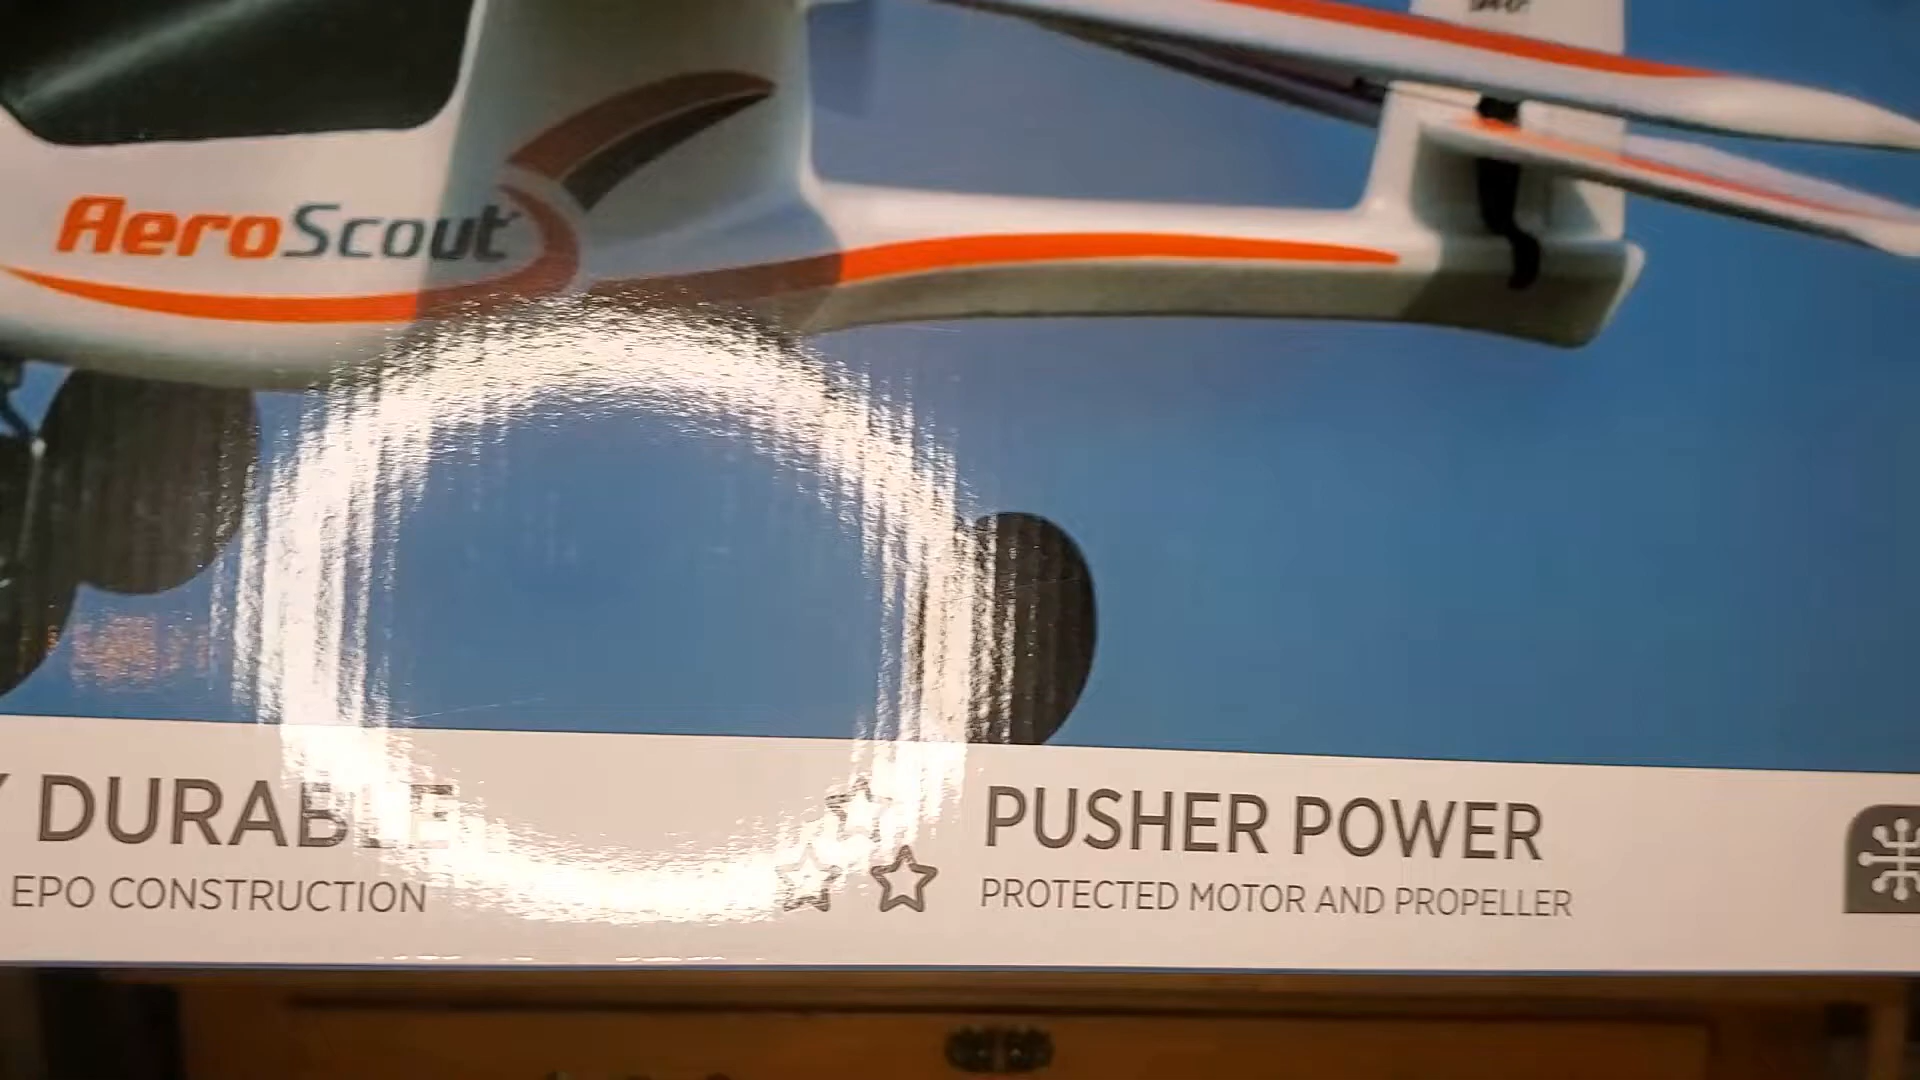 AeroScout
DURABLE
EPO CONSTRUCTION
PUSHER POWER
PROTECTED MOTOR AND PROPELLER